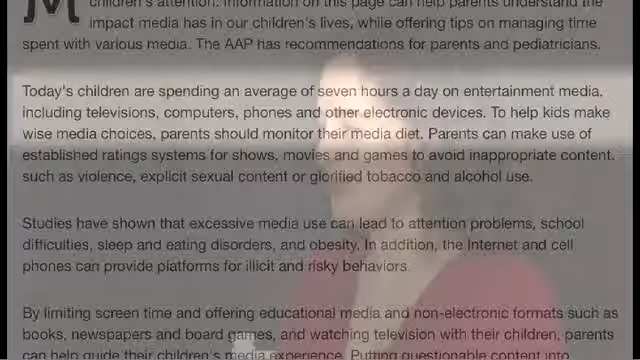 M children's attention. Information on this page can help parents understand the
impact media has in our children's lives, while offering tips on managing time
spent with various media. The AAP has recommendations for parents and pediatricians.
Today's children are spending an average of seven hours a day on entertainment media,
including televisions, computers, phones and other electronic devices. To help kids make
wise media choices, parents should monitor their media diet. Parents can make use of
established ratings systems for shows, movies and games to avoid inappropriate content,
such as violence, explicit sexual content or glorified tobacco and alcohol use.
Studies have shown that excessive media use can lead to attention problems, school
difficulties, sleep and eating disorders, and obesity. In addition, the Internet and cell
phones can provide platforms for illicit and risky behaviors.
By limiting screen time and offering educational media and non-electronic formats such as
books, newspapers and board games, and watching television with their children, parents
can help guide their children's media experience. Putting questionable content into